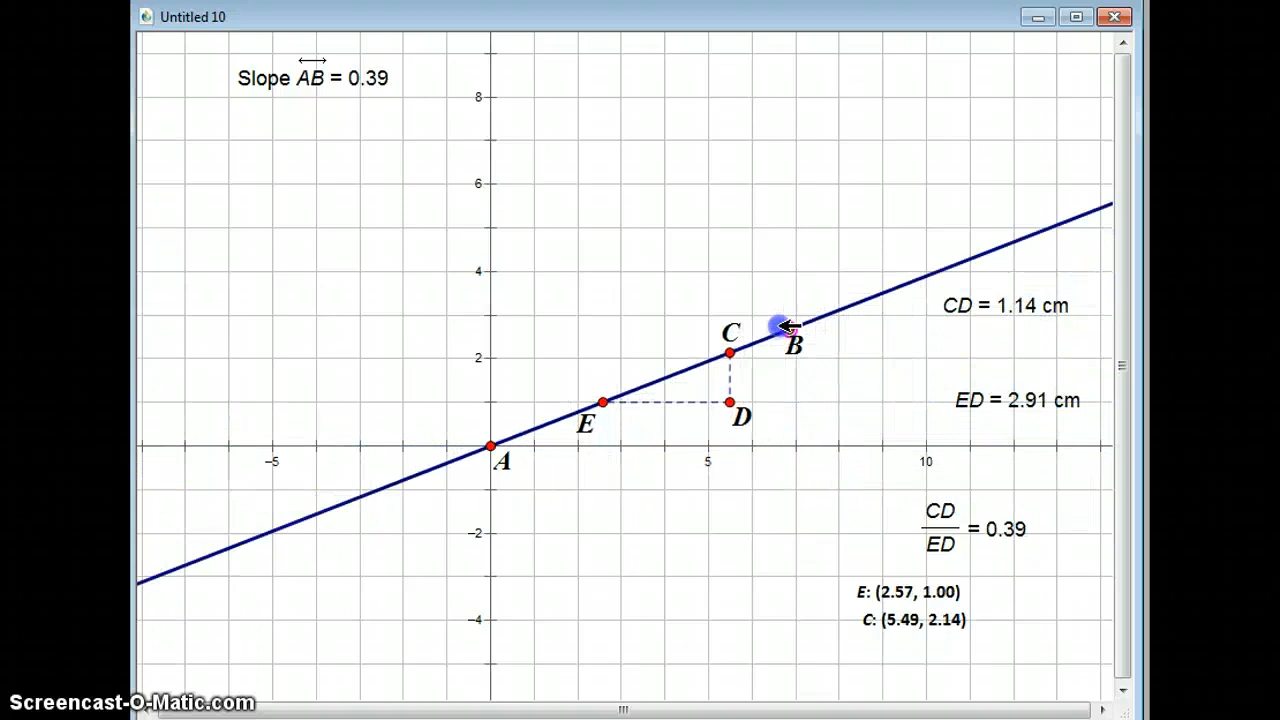 Untitled 10
Slope AB = 0.39
8
6
4
C
CD = 1.14 cm
B
2
ED = 2.91 cm
E
D
A
−5
5
10
CD
ED
= 0.39
−2
E: (2.57, 1.00)
C: (5.49, 2.14)
−4
Screencast-O-Matic.com